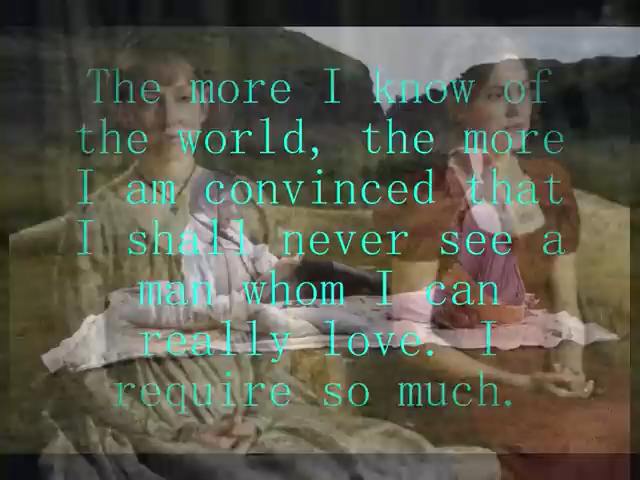 The more I know of
the world, the more
I am convinced that
I shall never see a
man whom I can
really love. I
require so much.